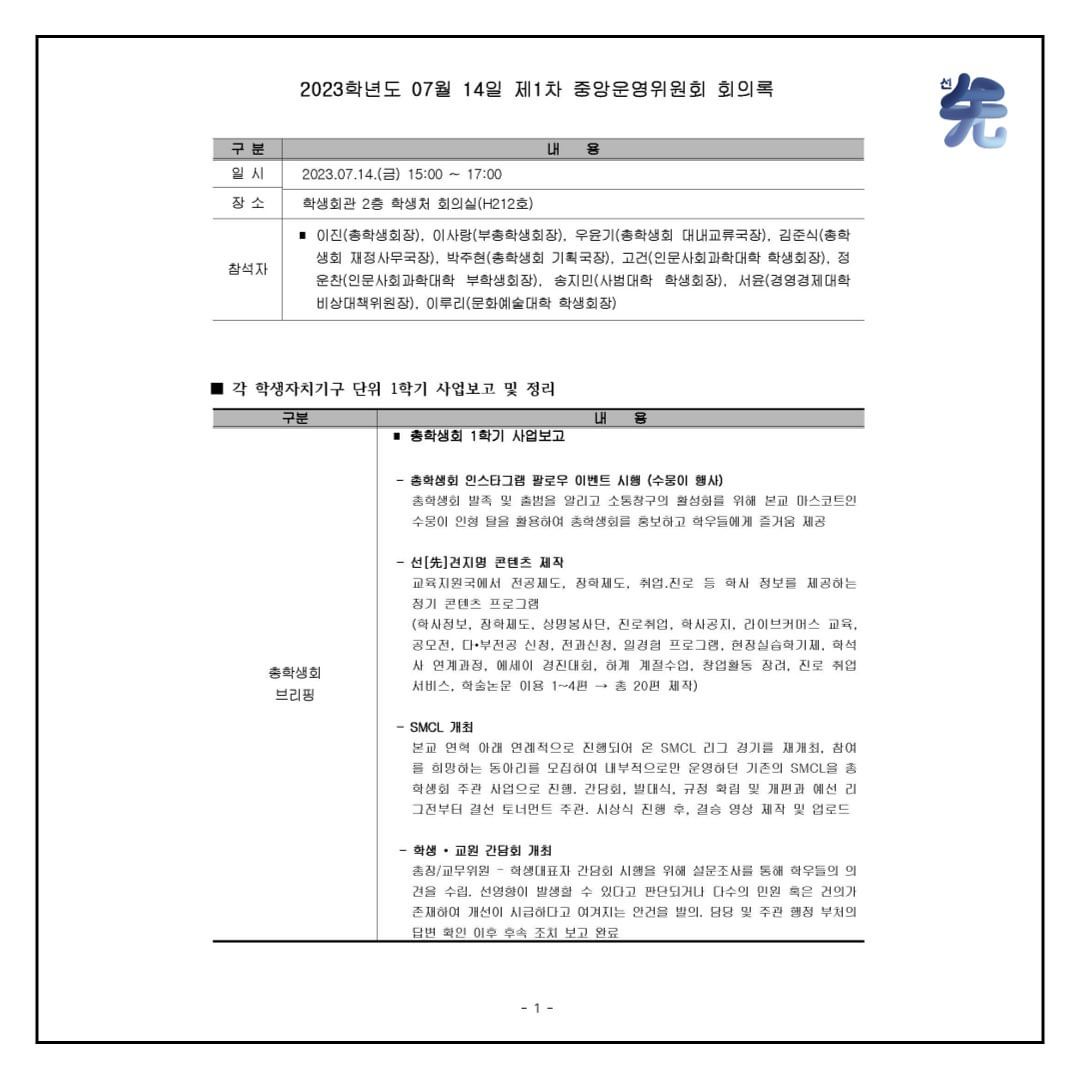 2023학년도 07월 14일 제1차 중앙운영위원회 회의록
선
先
구 분 내 용
일 시 2023.07.14.(금) 15:00 ~ 17:00
장 소 학생회관 2층 학생처 회의실(H212호)
참석자
■ 이진(총학생회장), 이사랑(부총학생회장), 우윤기(총학생회 대내교류국장), 김준식(총학
생회 재정사무국장), 박주현(총학생회 기획국장), 고건(인문사회과학대학 학생회장), 정
운찬(인문사회과학대학 부학생회장), 송지민(사범대학 학생회장), 서윤(경영경제대학
비상대책위원장), 이루리(문화예술대학 학생회장)
■ 각 학생자치기구 단위 1학기 사업보고 및 정리
구분 내 용
총학생회
브리핑
■ 총학생회 1학기 사업보고
- 총학생회 인스타그램 팔로우 이벤트 시행 (수뭉이 행사)
총학생회 발족 및 출범을 알리고 소통창구의 활성화를 위해 본교 마스코트인
수뭉이 인형 탈을 활용하여 총학생회를 홍보하고 학우들에게 즐거움 제공
- 선[先]견지명 콘텐츠 제작
교육지원국에서 전공제도, 장학제도, 취업.진로 등 학사 정보를 제공하는
정기 콘텐츠 프로그램
(학사정보, 장학제도, 상명봉사단, 진로취업, 학사공지, 라이브커머스 교육,
공모전, 다•부전공 신청, 전과신청, 일경험 프로그램, 현장실습학기제, 학석
사 연계과정, 에세이 경진대회, 하계 계절수업, 창업활동 장려, 진로 취업
서비스, 학술논문 이용 1~4편 → 총 20편 제작)
- SMCL 개최
본교 연혁 아래 연례적으로 진행되어 온 SMCL 리그 경기를 재개최, 참여
를 희망하는 동아리를 모집하여 내부적으로만 운영하던 기존의 SMCL을 총
학생회 주관 사업으로 진행. 간담회, 발대식, 규정 확립 및 개편과 예선 리
그전부터 결선 토너먼트 주관. 시상식 진행 후, 결승 영상 제작 및 업로드
- 학생 • 교원 간담회 개최
총장/교무위원 - 학생대표자 간담회 시행을 위해 설문조사를 통해 학우들의 의
견을 수립. 선영향이 발생할 수 있다고 판단되거나 다수의 민원 혹은 건의가
존재하여 개선이 시급하다고 여겨지는 안건을 발의. 담당 및 주관 행정 부처의
답변 확인 이후 후속 조치 보고 완료
- 1 -